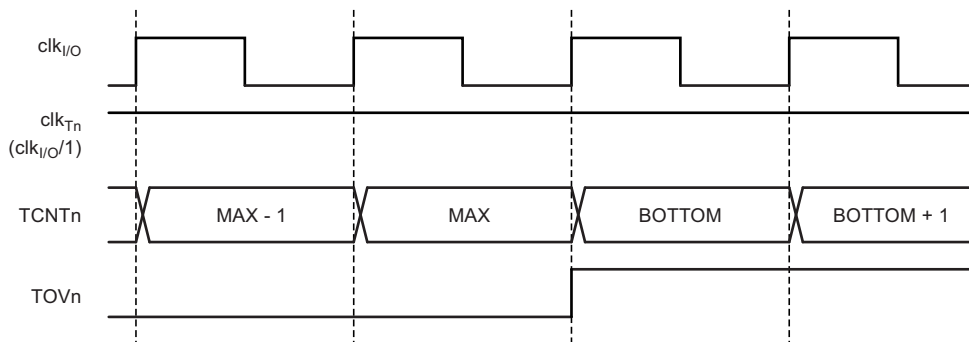 clkI/O
clkTn
(clkI/O/1)
TCNTn MAX - 1 MAX BOTTOM BOTTOM + 1
TOVn